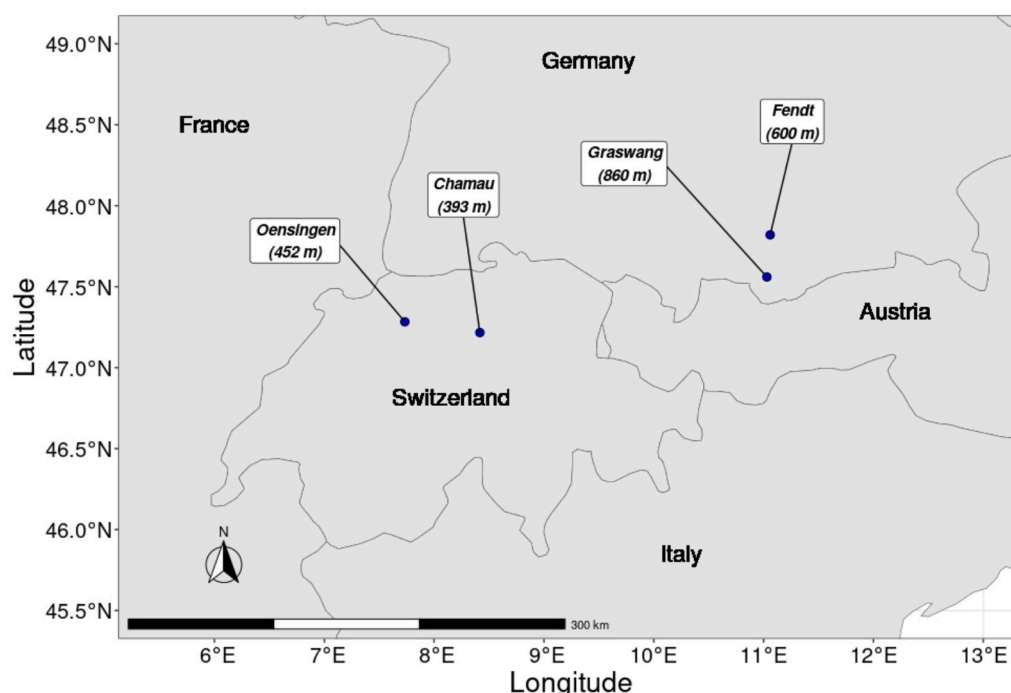 49.0°N
Germany
Fendt
(600 m)
48.5°N
France
Graswang
(860 m)
48.0°N
Chamau
(393 m)
Oensingen
(452 m)
47.5°N
Austria
47.0°N
Switzerland
46.5°N
46.0°N
N
Italy
45.5°N
300 km
6°E
7°E
8°E
9°E
10°E
11°E
12°E
13°E
Latitude
Longitude